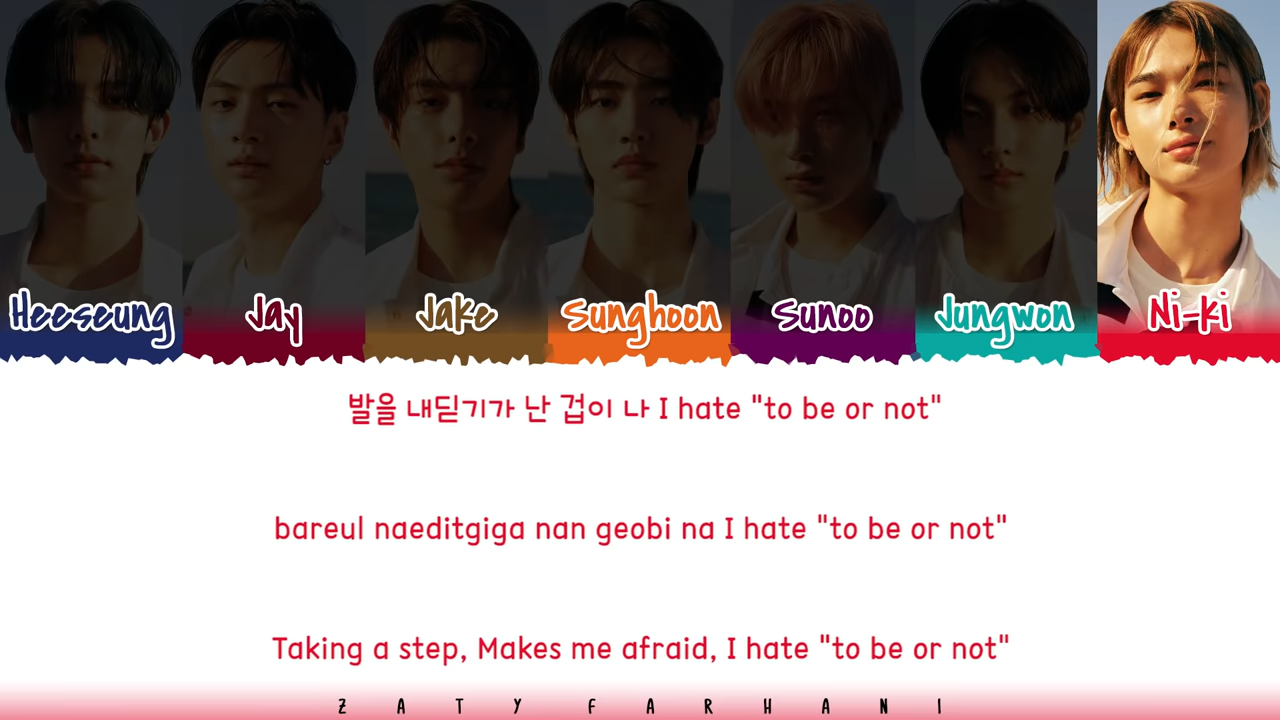 Heeseung Jay Jake Sunghoon Sunoo Jungwon Ni-ki
발을 내딛기가 난 겁이 나 I hate "to be or not"
bareul naeditgiga nan geobi na I hate "to be or not"
Taking a step, Makes me afraid, I hate "to be or not"
ZATY FARHANI